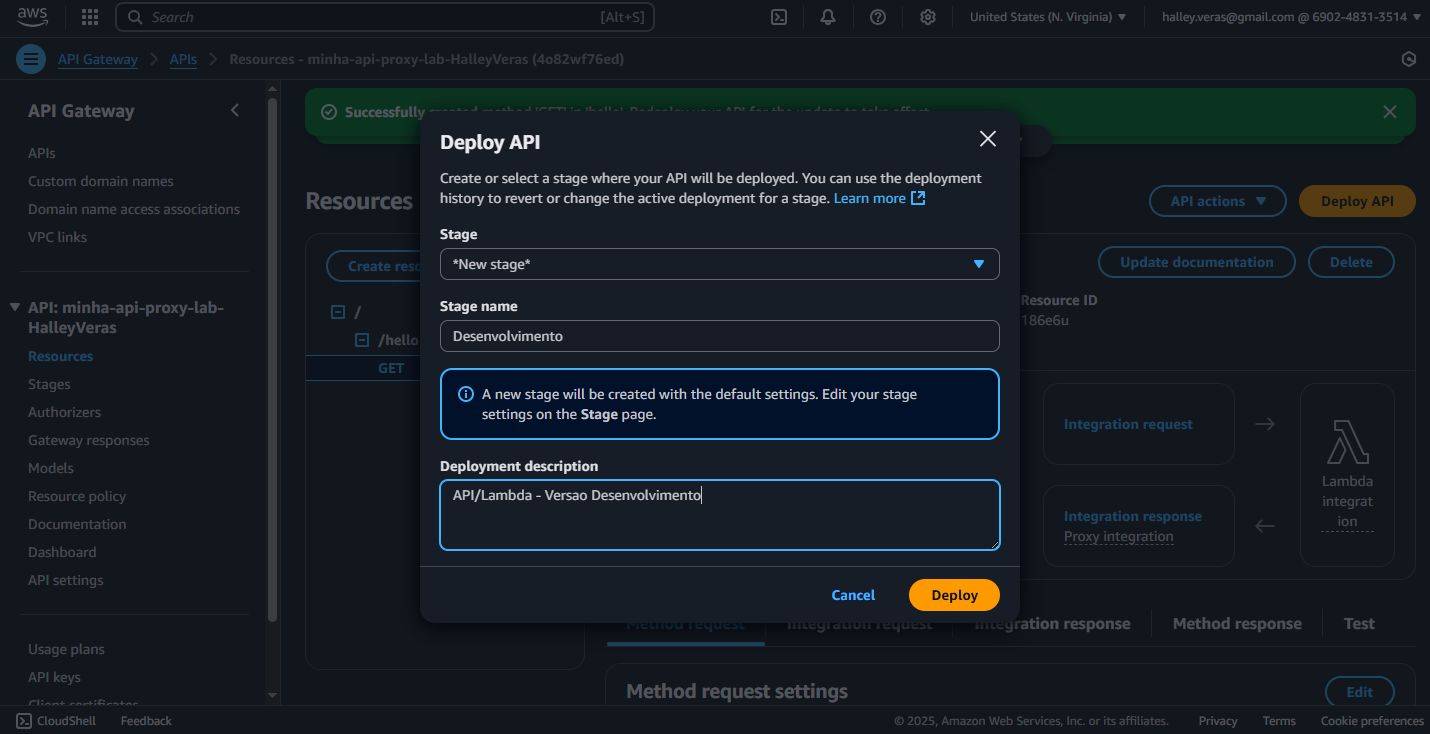 aws
Search
[Alt+S]
United States (N. Virginia)
halley.veras@gmail.com @ 6902-4831-3514
API Gateway
APIs
Resources - minha-api-proxy-lab-HalleyVeras (4o82wf76ed)
API Gateway
APIs
Custom domain names
Domain name access associations
VPC links
API: minha-api-proxy-lab-
HalleyVeras
Resources
Stages
Authorizers
Gateway responses
Models
Resource policy
Documentation
Dashboard
API settings
Usage plans
API keys
Client certificates
Successfully created method 'GET' in 'hello'. Redeploy your API for the update to take effect.
Resources
API actions
Deploy API
Create reso
/
/hello
GET
Update documentation
Delete
Resource ID
186e6u
Integration request
Integration response
Proxy integration
Lambda
integrat
ion
Deploy API
Create or select a stage where your API will be deployed. You can use the deployment
history to revert or change the active deployment for a stage. Learn more
Stage
*New stage*
Stage name
Desenvolvimento
A new stage will be created with the default settings. Edit your stage
settings on the Stage page.
Deployment description
API/Lambda - Versao Desenvolvimento
Cancel
Deploy
Method request
Integration request
Integration response
Method response
Test
Method request settings
Edit
CloudShell
Feedback
© 2025, Amazon Web Services, Inc. or its affiliates.
Privacy
Terms
Cookie preferences